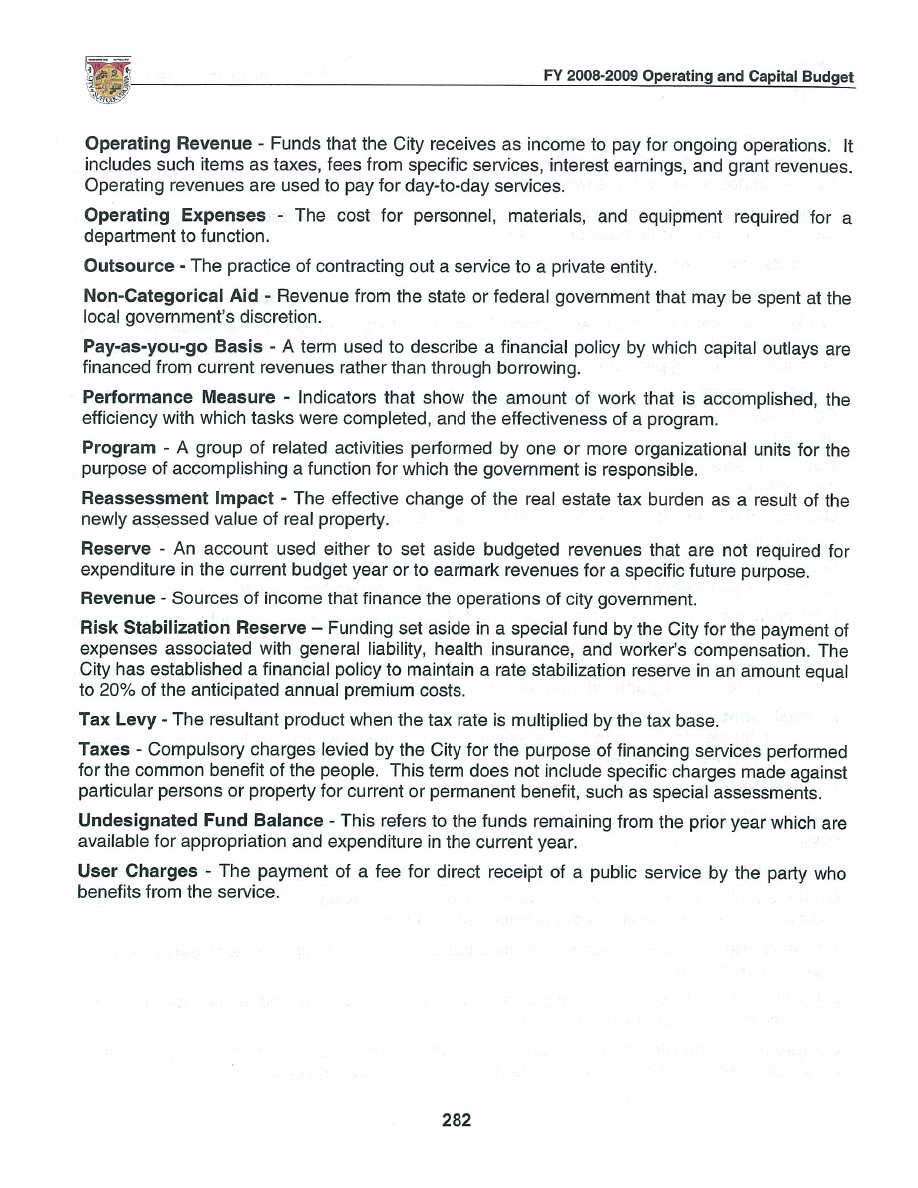 FY 2008-2009 Operating and Capital Budget
Operating Revenue - Funds that the City receives as income to pay for ongoing operations. It
includes such items as taxes, fees from specific services, interest earnings, and grant revenues.
Operating revenues are used to pay for day-to-day services.
Operating Expenses - The cost for personnel, materials, and equipment required for a
department to function.
Outsource - The practice of contracting out a service to a private entity.
Non-Categorical Aid - Revenue from the state or federal government that may be spent at the
local government's discretion.
Pay-as-you-go Basis - A term used to describe a financial policy by which capital outlays are
financed from current revenues rather than through borrowing.
Performance Measure - Indicators that show the amount of work that is accomplished, the
efficiency with which tasks were completed, and the effectiveness of a program.
Program - A group of related activities performed by one or more organizational units for the
purpose of accomplishing a function for which the government is responsible.
Reassessment Impact - The effective change of the real estate tax burden as a result of the
newly assessed value of real property.
Reserve - An account used either to set aside budgeted revenues that are not required for
expenditure in the current budget year or to earmark revenues for a specific future purpose.
Revenue - Sources of income that finance the operations of city government.
Risk Stabilization Reserve – Funding set aside in a special fund by the City for the payment of
expenses associated with general liability, health insurance, and worker's compensation. The
City has established a financial policy to maintain a rate stabilization reserve in an amount equal
to 20% of the anticipated annual premium costs.
Tax Levy - The resultant product when the tax rate is multiplied by the tax base.
Taxes - Compulsory charges levied by the City for the purpose of financing services performed
for the common benefit of the people. This term does not include specific charges made against
particular persons or property for current or permanent benefit, such as special assessments.
Undesignated Fund Balance - This refers to the funds remaining from the prior year which are
available for appropriation and expenditure in the current year.
User Charges - The payment of a fee for direct receipt of a public service by the party who
benefits from the service.
282